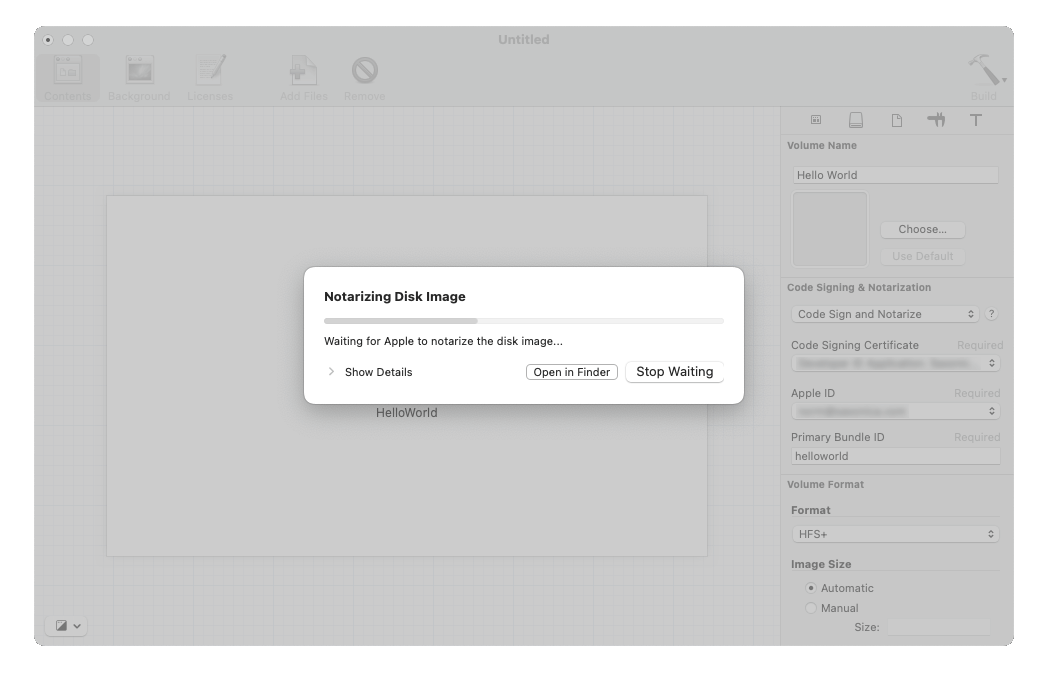 Untitled
Contents Background Licenses Add Files Remove Build
Volume Name
Hello World
Choose...
Use Default
Code Signing & Notarization
Code Sign and Notarize ?
Code Signing Certificate Required
Apple ID Required
Primary Bundle ID Required
helloworld
Volume Format
Format
HFS+
Image Size
Automatic
Manual
Size:
Notarizing Disk Image
Waiting for Apple to notarize the disk image...
Show Details Open in Finder Stop Waiting
HelloWorld